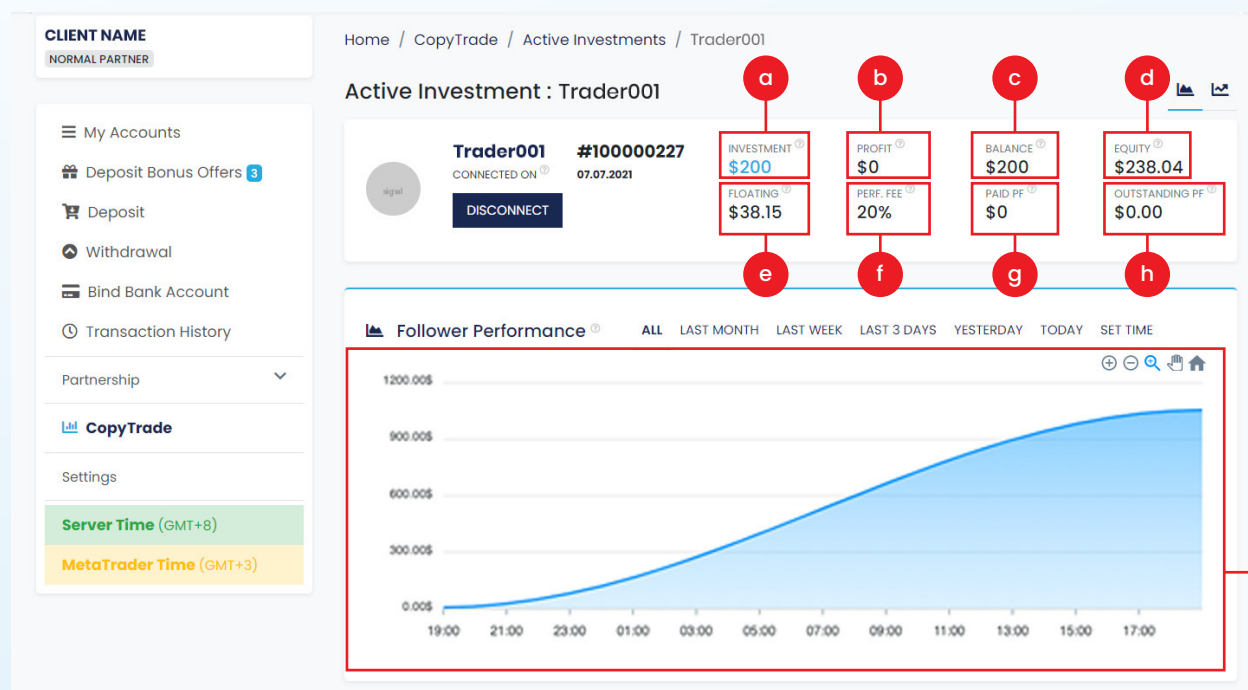 CLIENT NAME
NORMAL PARTNER
My Accounts
Deposit Bonus Offers 3
Deposit
Withdrawal
Bind Bank Account
Transaction History
Partnership
CopyTrade
Settings
Server Time (GMT+8)
MetaTrader Time (GMT+3)
Home / CopyTrade / Active Investments / Trader001
Active Investment : Trader001
a b c d
signal
Trader001 #100000227
CONNECTED ON ? 07.07.2021
DISCONNECT
INVESTMENT ? PROFIT ? BALANCE ? EQUITY ?
$200 $0 $200 $238.04
FLOATING ? PERF. FEE ? PAID PF ? OUTSTANDING PF ?
$38.15 20% $0 $0.00
e f g h
Follower Performance ? ALL LAST MONTH LAST WEEK LAST 3 DAYS YESTERDAY TODAY SET TIME
1200.00$
900.00$
600.00$
300.00$
0.00$
19:00 21:00 23:00 01:00 03:00 05:00 07:00 09:00 11:00 13:00 15:00 17:00